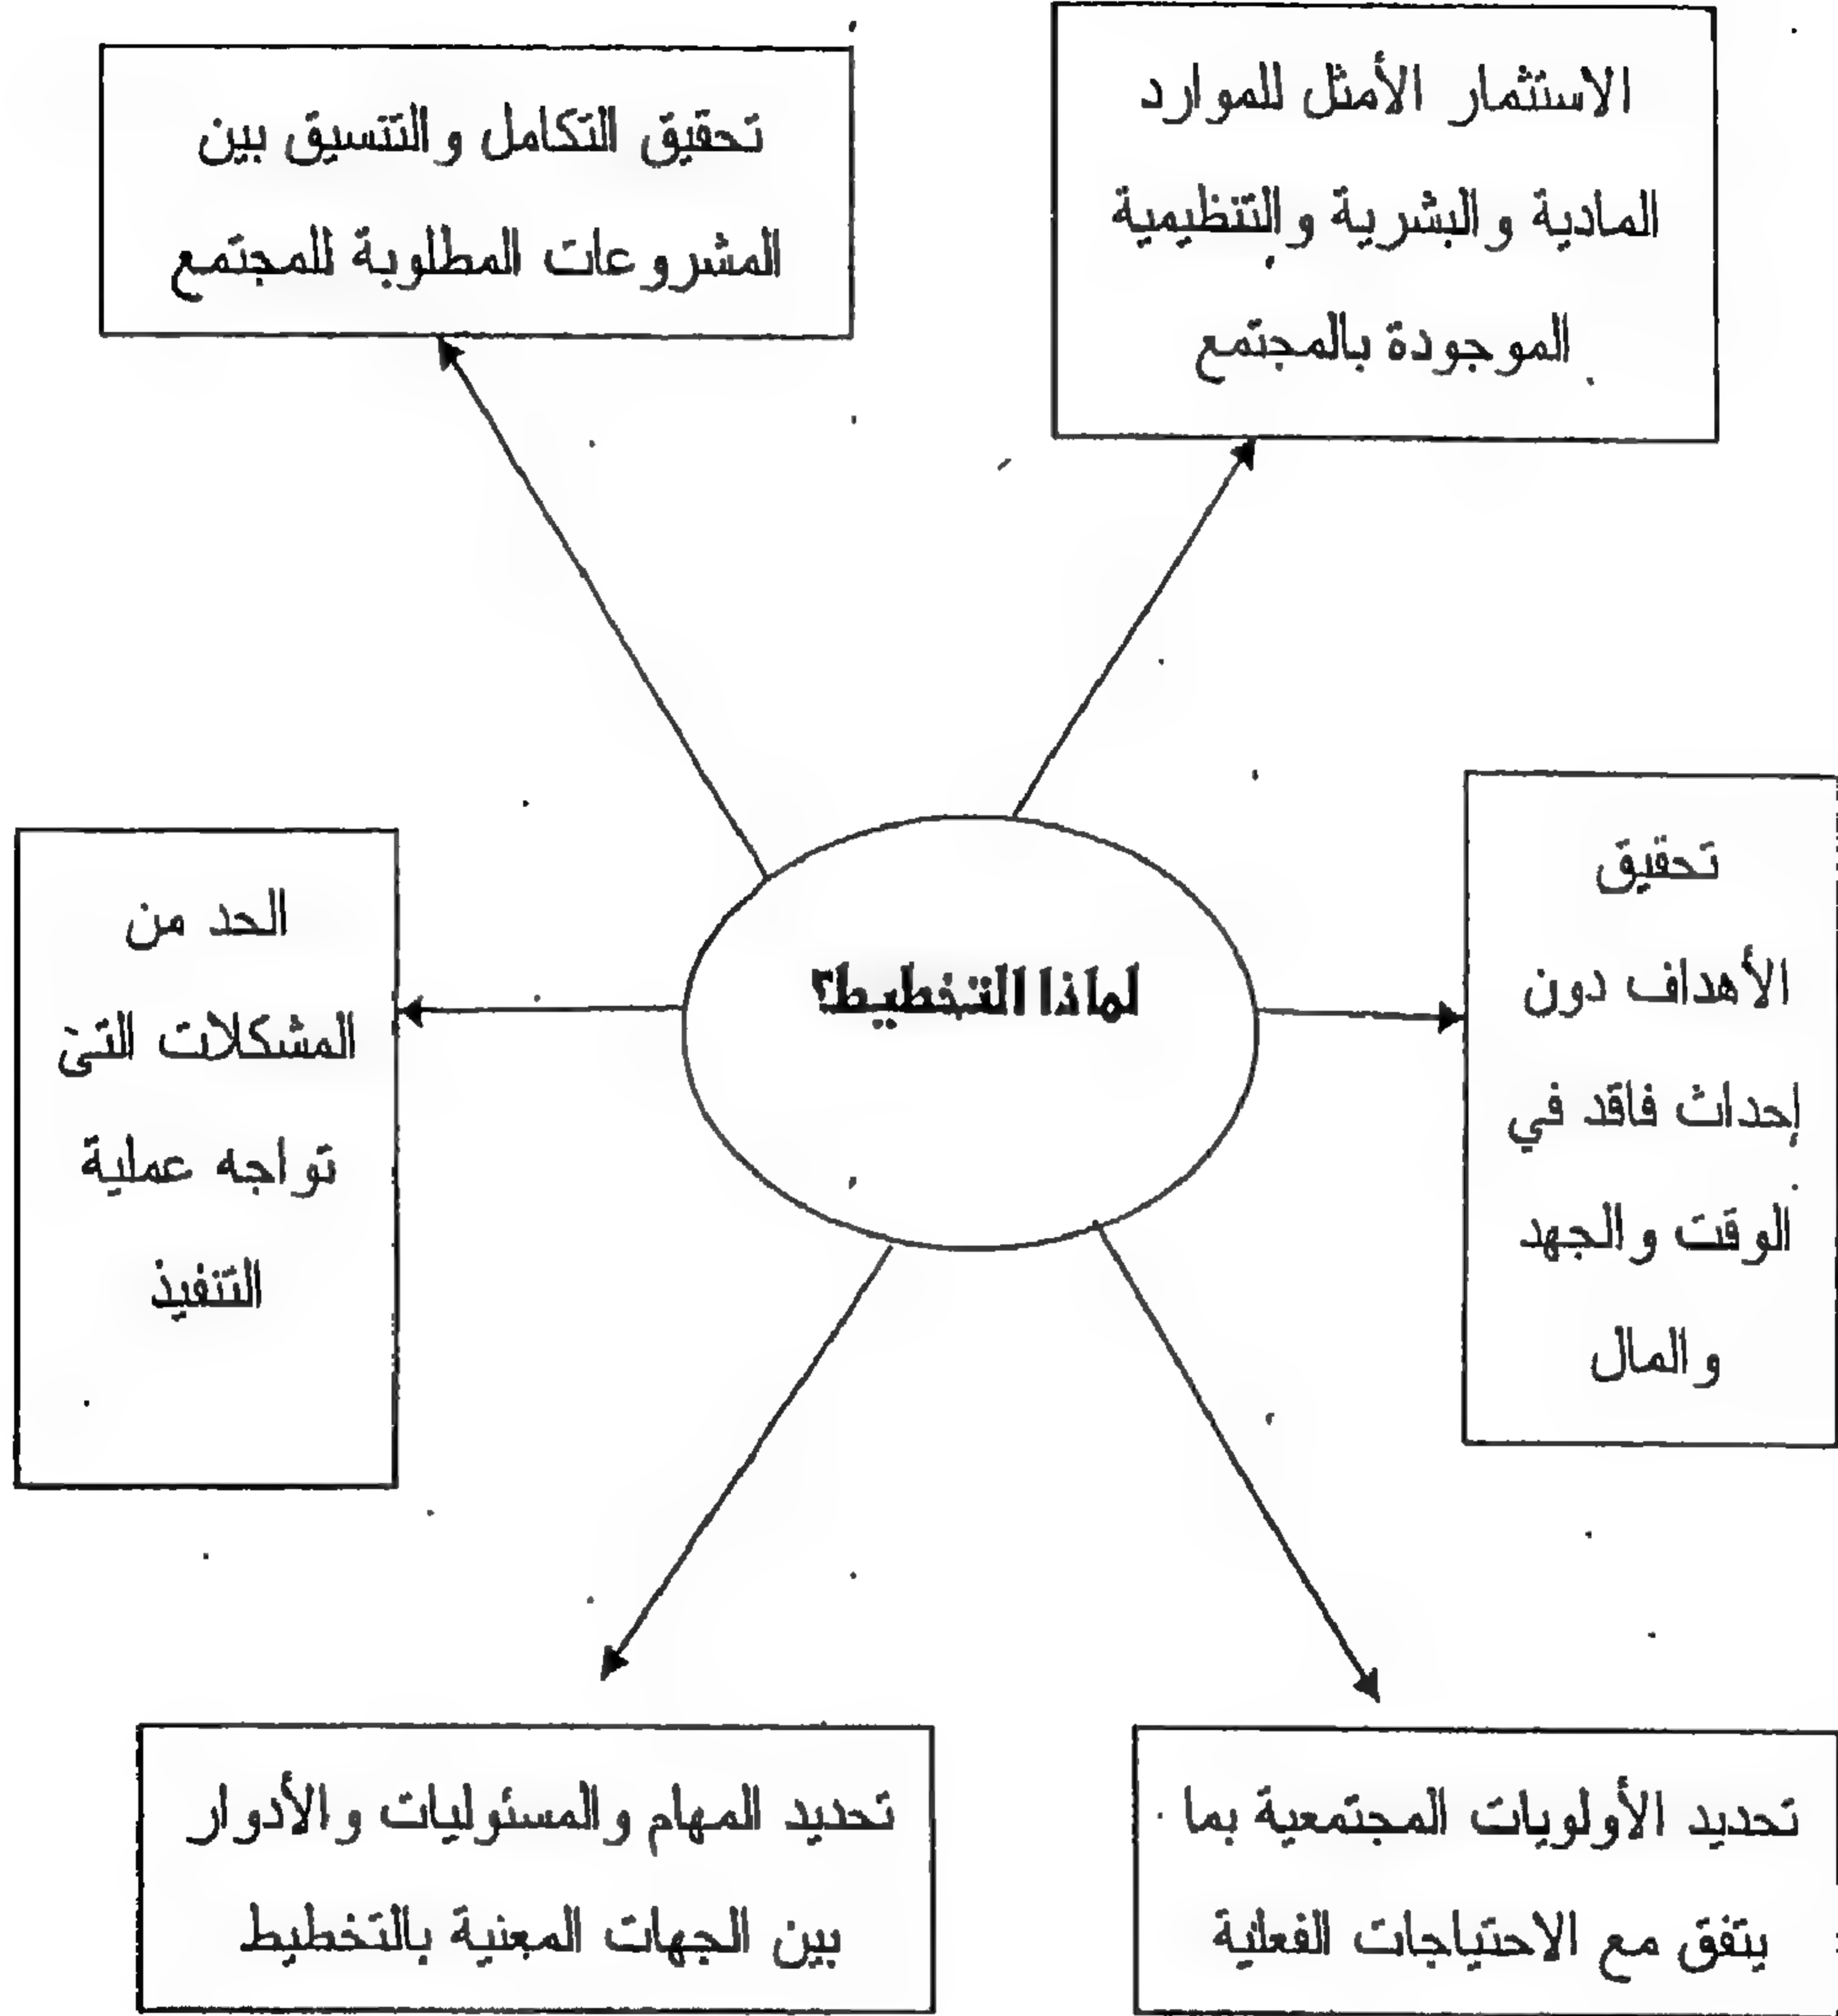 الاستثمار الأمثل للموارد
المادية والبشرية والتنظيمية
الموجودة بالمجتمع
تحقيق التكامل والتنسيق بين
المشروعات المطلوبة للمجتمع
تحقيق
الأهداف دون
إحداث فاقد في
الوقت والجهد
والمال
لماذا التخطيط؟
الحد من
المشكلات التي
تواجه عملية
التنفيذ
تحديد الأولويات المجتمعية بما
يتفق مع الاحتياجات الفعلية
تحديد المهام والمسئوليات والأدوار
بين الجهات المعنية بالتخطيط